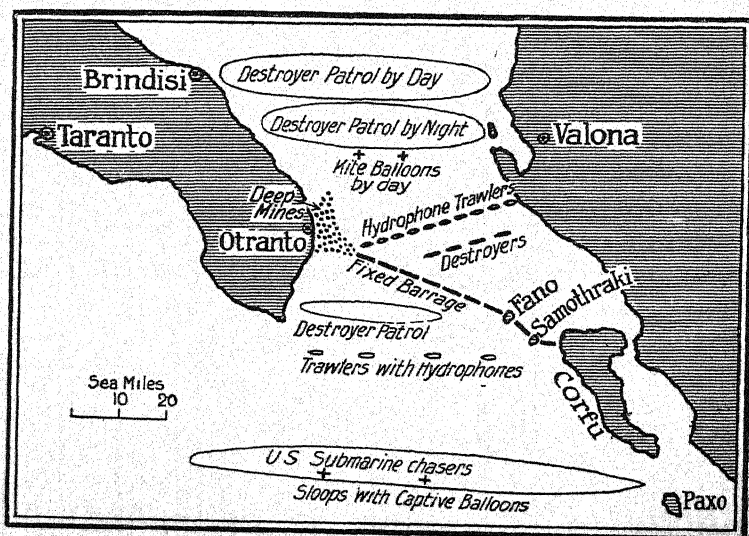 Brindisi
Destroyer Patrol by Day
Taranto
Destroyer Patrol by Night
Valona
Kite Balloons
by day
Deep
Mines
Hydrophone Trawlers
Otranto
Destroyers
Fixed Barrage
Fano
Samothraki
Destroyer Patrol
Trawlers with Hydrophones
Sea Miles
10 20
Corfu
US Submarine chasers
Sloops with Captive Balloons
Paxo